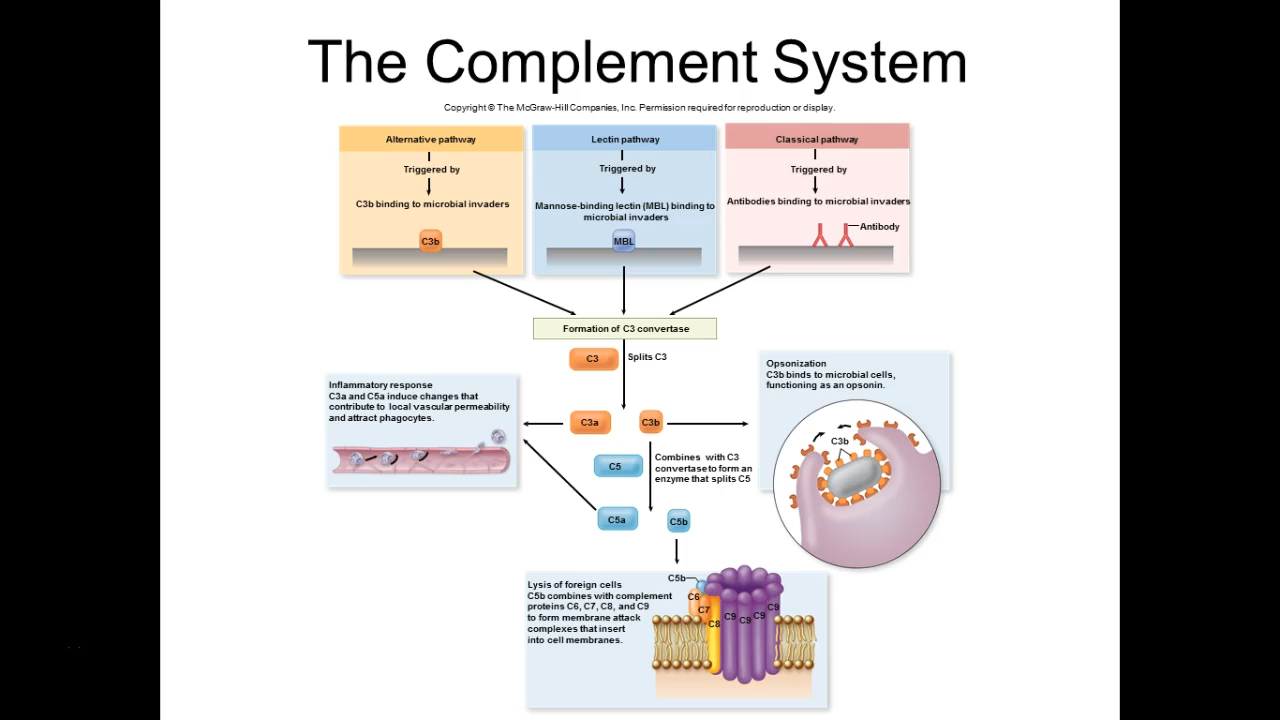 The Complement System
Copyright © The McGraw-Hill Companies, Inc. Permission required for reproduction or display.
Alternative pathway
Triggered by
C3b binding to microbial invaders
C3b
Lectin pathway
Triggered by
Mannose-binding lectin (MBL) binding to
microbial invaders
MBL
Classical pathway
Triggered by
Antibodies binding to microbial invaders
Antibody
Formation of C3 convertase
C3
Splits C3
Inflammatory response
C3a and C5a induce changes that
contribute to local vascular permeability
and attract phagocytes.
C3a
C3b
Opsonization
C3b binds to microbial cells,
functioning as an opsonin.
C3b
C5
Combines with C3
convertase to form an
enzyme that splits C5
C5a
C5b
Lysis of foreign cells
C5b combines with complement
proteins C6, C7, C8, and C9
to form membrane attack
complexes that insert
into cell membranes.
C5b
C6
C7
C8
C9
C9
C9
C9